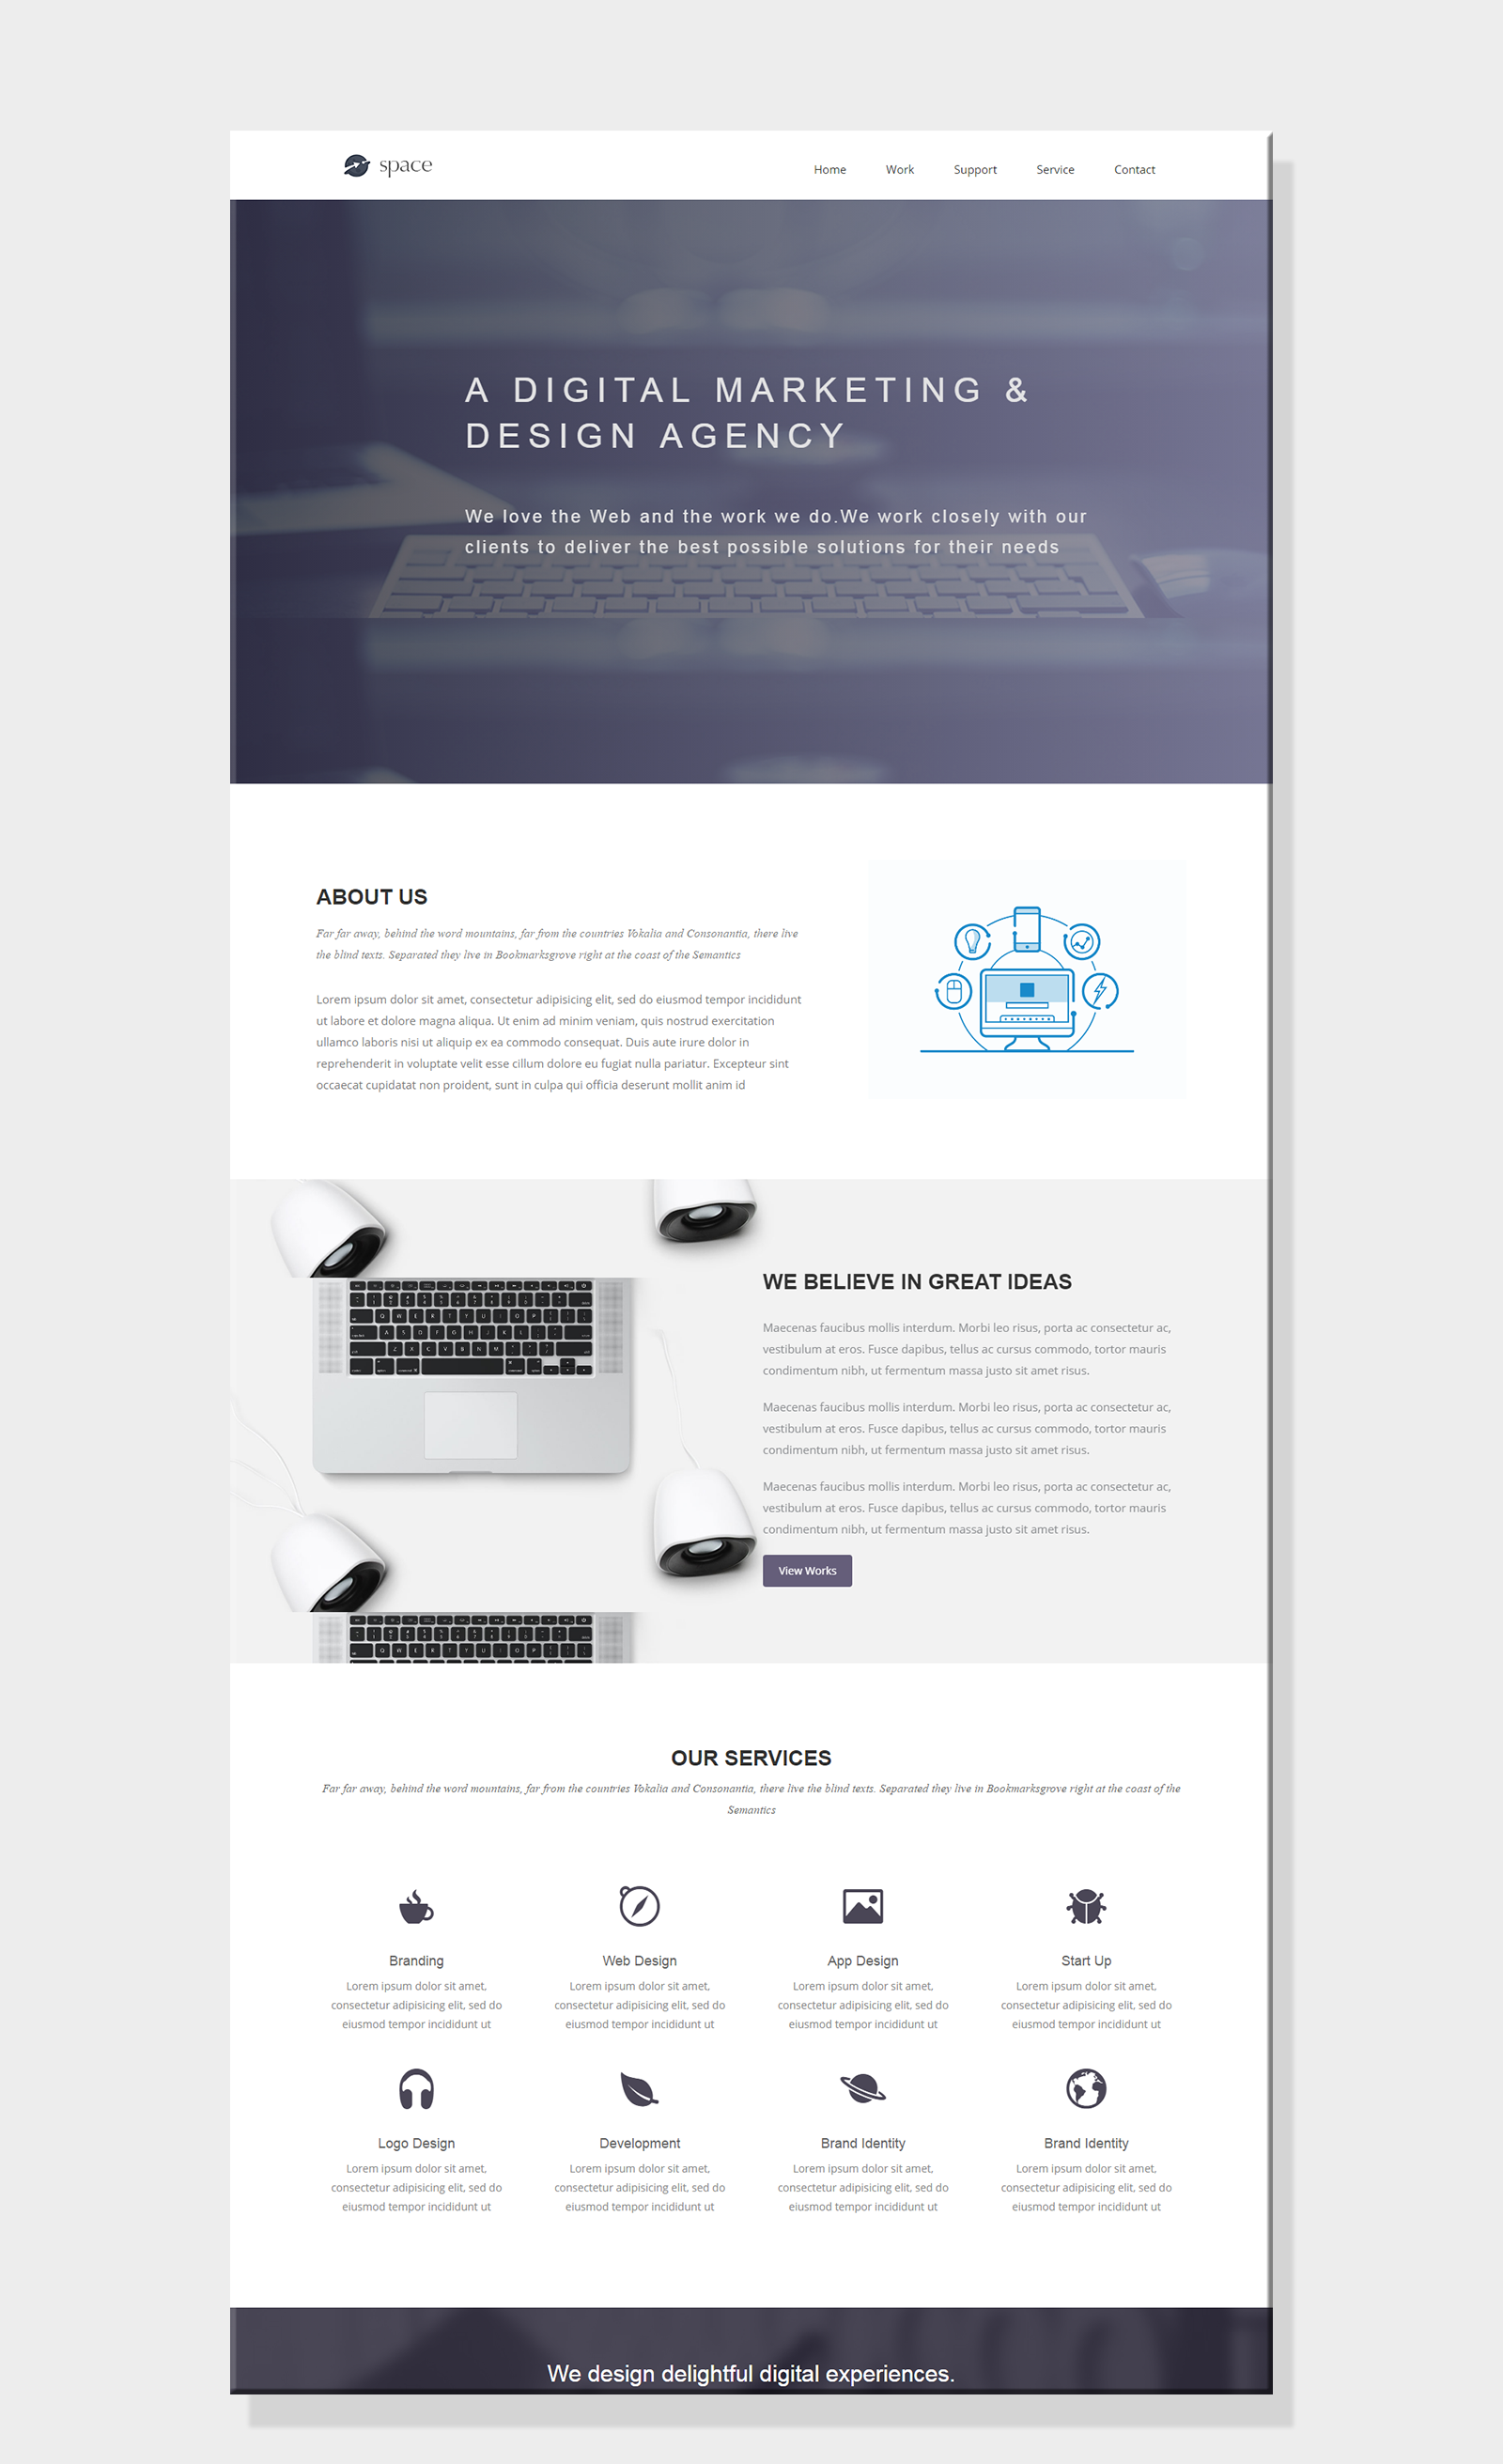 space
Home Work Support Service Contact
A DIGITAL MARKETING &
DESIGN AGENCY
We love the Web and the work we do.We work closely with our
clients to deliver the best possible solutions for their needs
ABOUT US
Far far away, behind the word mountains, far from the countries Vokalia and Consonantia, there live
the blind texts. Separated they live in Bookmarksgrove right at the coast of the Semantics
Lorem ipsum dolor sit amet, consectetur adipisicing elit, sed do eiusmod tempor incididunt
ut labore et dolore magna aliqua. Ut enim ad minim veniam, quis nostrud exercitation
ullamco laboris nisi ut aliquip ex ea commodo consequat. Duis aute irure dolor in
reprehenderit in voluptate velit esse cillum dolore eu fugiat nulla pariatur. Excepteur sint
occaecat cupidatat non proident, sunt in culpa qui officia deserunt mollit anim id
WE BELIEVE IN GREAT IDEAS
Maecenas faucibus mollis interdum. Morbi leo risus, porta ac consectetur ac,
vestibulum at eros. Fusce dapibus, tellus ac cursus commodo, tortor mauris
condimentum nibh, ut fermentum massa justo sit amet risus.
Maecenas faucibus mollis interdum. Morbi leo risus, porta ac consectetur ac,
vestibulum at eros. Fusce dapibus, tellus ac cursus commodo, tortor mauris
condimentum nibh, ut fermentum massa justo sit amet risus.
Maecenas faucibus mollis interdum. Morbi leo risus, porta ac consectetur ac,
vestibulum at eros. Fusce dapibus, tellus ac cursus commodo, tortor mauris
condimentum nibh, ut fermentum massa justo sit amet risus.
View Works
OUR SERVICES
Far far away, behind the word mountains, far from the countries Vokalia and Consonantia, there live the blind texts. Separated they live in Bookmarksgrove right at the coast of the
Semantics
Branding
Lorem ipsum dolor sit amet,
consectetur adipisicing elit, sed do
eiusmod tempor incididunt ut
Web Design
Lorem ipsum dolor sit amet,
consectetur adipisicing elit, sed do
eiusmod tempor incididunt ut
App Design
Lorem ipsum dolor sit amet,
consectetur adipisicing elit, sed do
eiusmod tempor incididunt ut
Start Up
Lorem ipsum dolor sit amet,
consectetur adipisicing elit, sed do
eiusmod tempor incididunt ut
Logo Design
Lorem ipsum dolor sit amet,
consectetur adipisicing elit, sed do
eiusmod tempor incididunt ut
Development
Lorem ipsum dolor sit amet,
consectetur adipisicing elit, sed do
eiusmod tempor incididunt ut
Brand Identity
Lorem ipsum dolor sit amet,
consectetur adipisicing elit, sed do
eiusmod tempor incididunt ut
Brand Identity
Lorem ipsum dolor sit amet,
consectetur adipisicing elit, sed do
eiusmod tempor incididunt ut
We design delightful digital experiences.